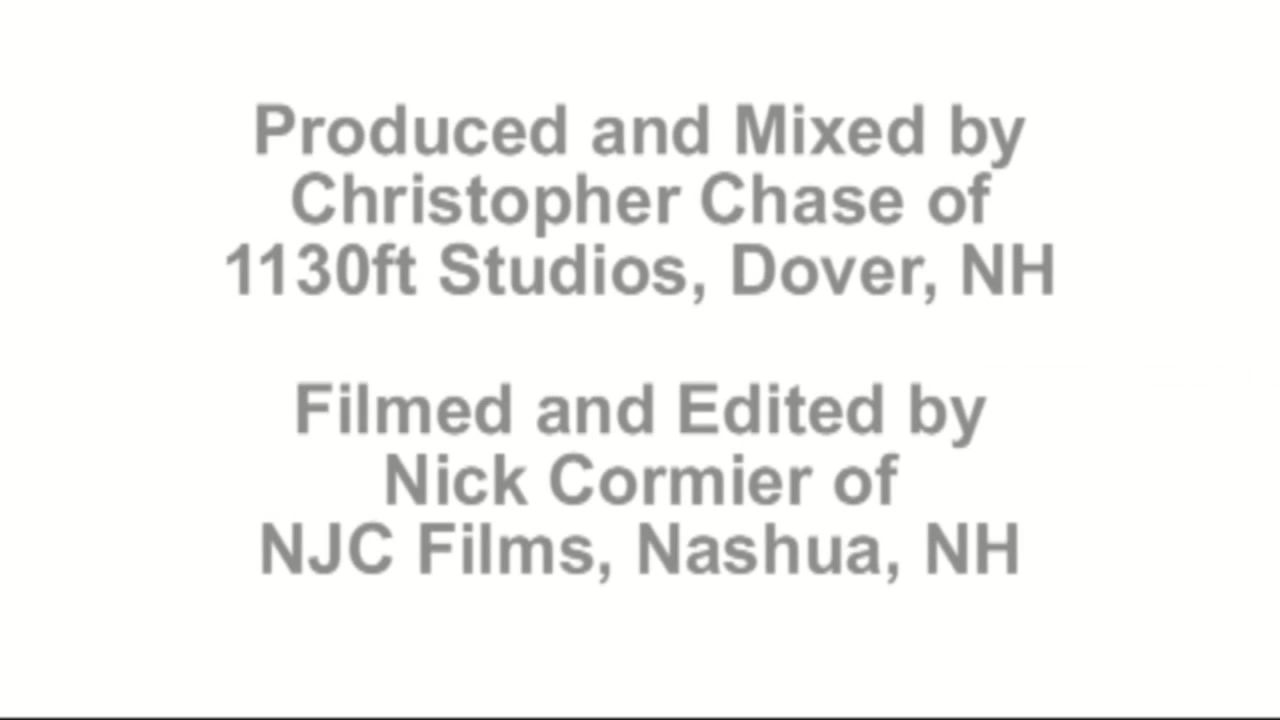 Produced and Mixed by
Christopher Chase of
1130ft Studios, Dover, NH
Filmed and Edited by
Nick Cormier of
NJC Films, Nashua, NH